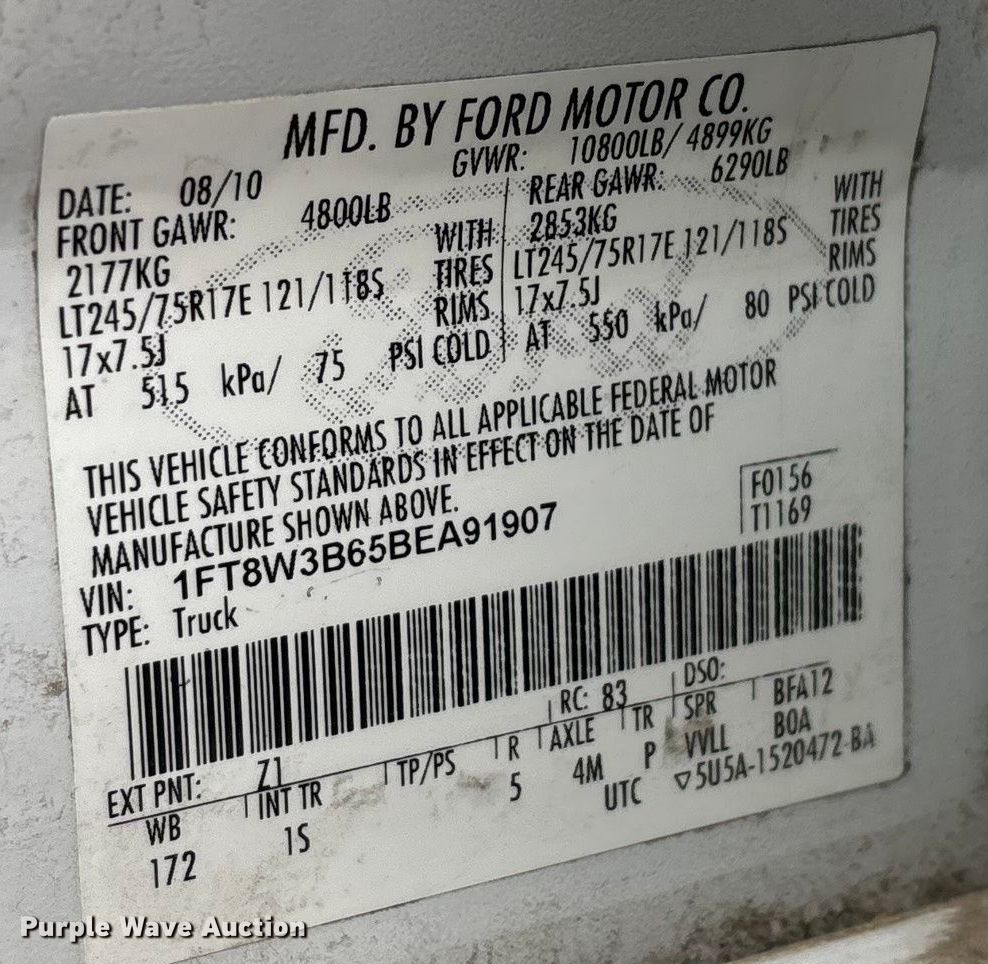 MFD. BY FORD MOTOR CO.
DATE: 08/10 GVWR: 10800LB/ 4899KG
FRONT GAWR: 4800LB REAR GAWR: 6290LB
2177KG WITH 2853KG WITH
LT245/75R17E 121/118S TIRES LT245/75R17E 121/118S TIRES
17x7.5J RIMS 17x7.5J RIMS
AT 515 kPa/ 75 PSI COLD AT 550 kPa/ 80 PSI COLD
THIS VEHICLE CONFORMS TO ALL APPLICABLE FEDERAL MOTOR
VEHICLE SAFETY STANDARDS IN EFFECT ON THE DATE OF
MANUFACTURE SHOWN ABOVE.
F0156
VIN: 1FT8W3B65BEA91907
T1169
TYPE: Truck
EXT PNT: Z1 RC: 83 DSO:
WB INT TR TP/PS R AXLE TR SPR BFA12
172 1S 5 4M P VVLL BOA
UTC ▽5U5A-1520472-BA
Purple Wave Auction